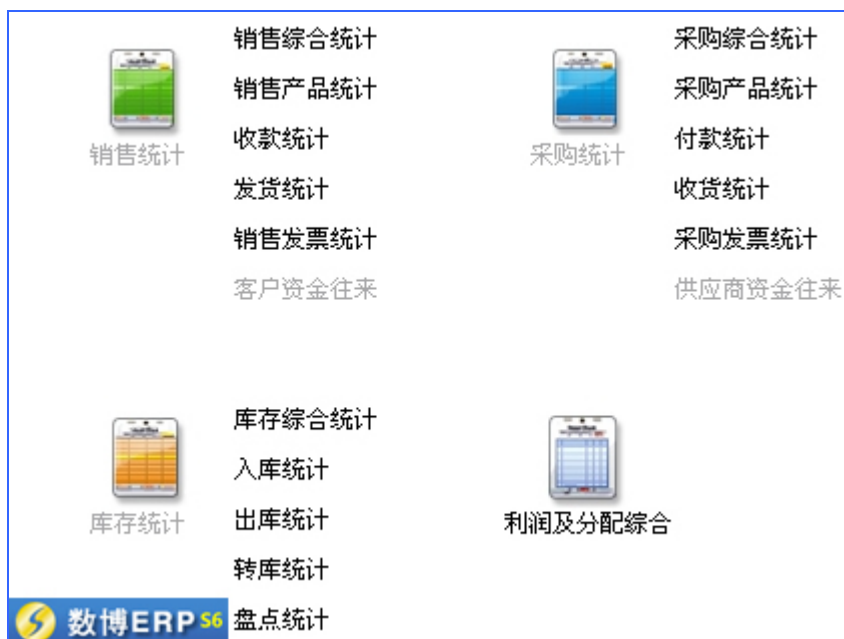 销售统计
销售综合统计
销售产品统计
收款统计
发货统计
销售发票统计
客户资金往来
采购统计
采购综合统计
采购产品统计
付款统计
收货统计
采购发票统计
供应商资金往来
库存统计
库存综合统计
入库统计
出库统计
转库统计
盘点统计
利润及分配综合
数博ERP S6